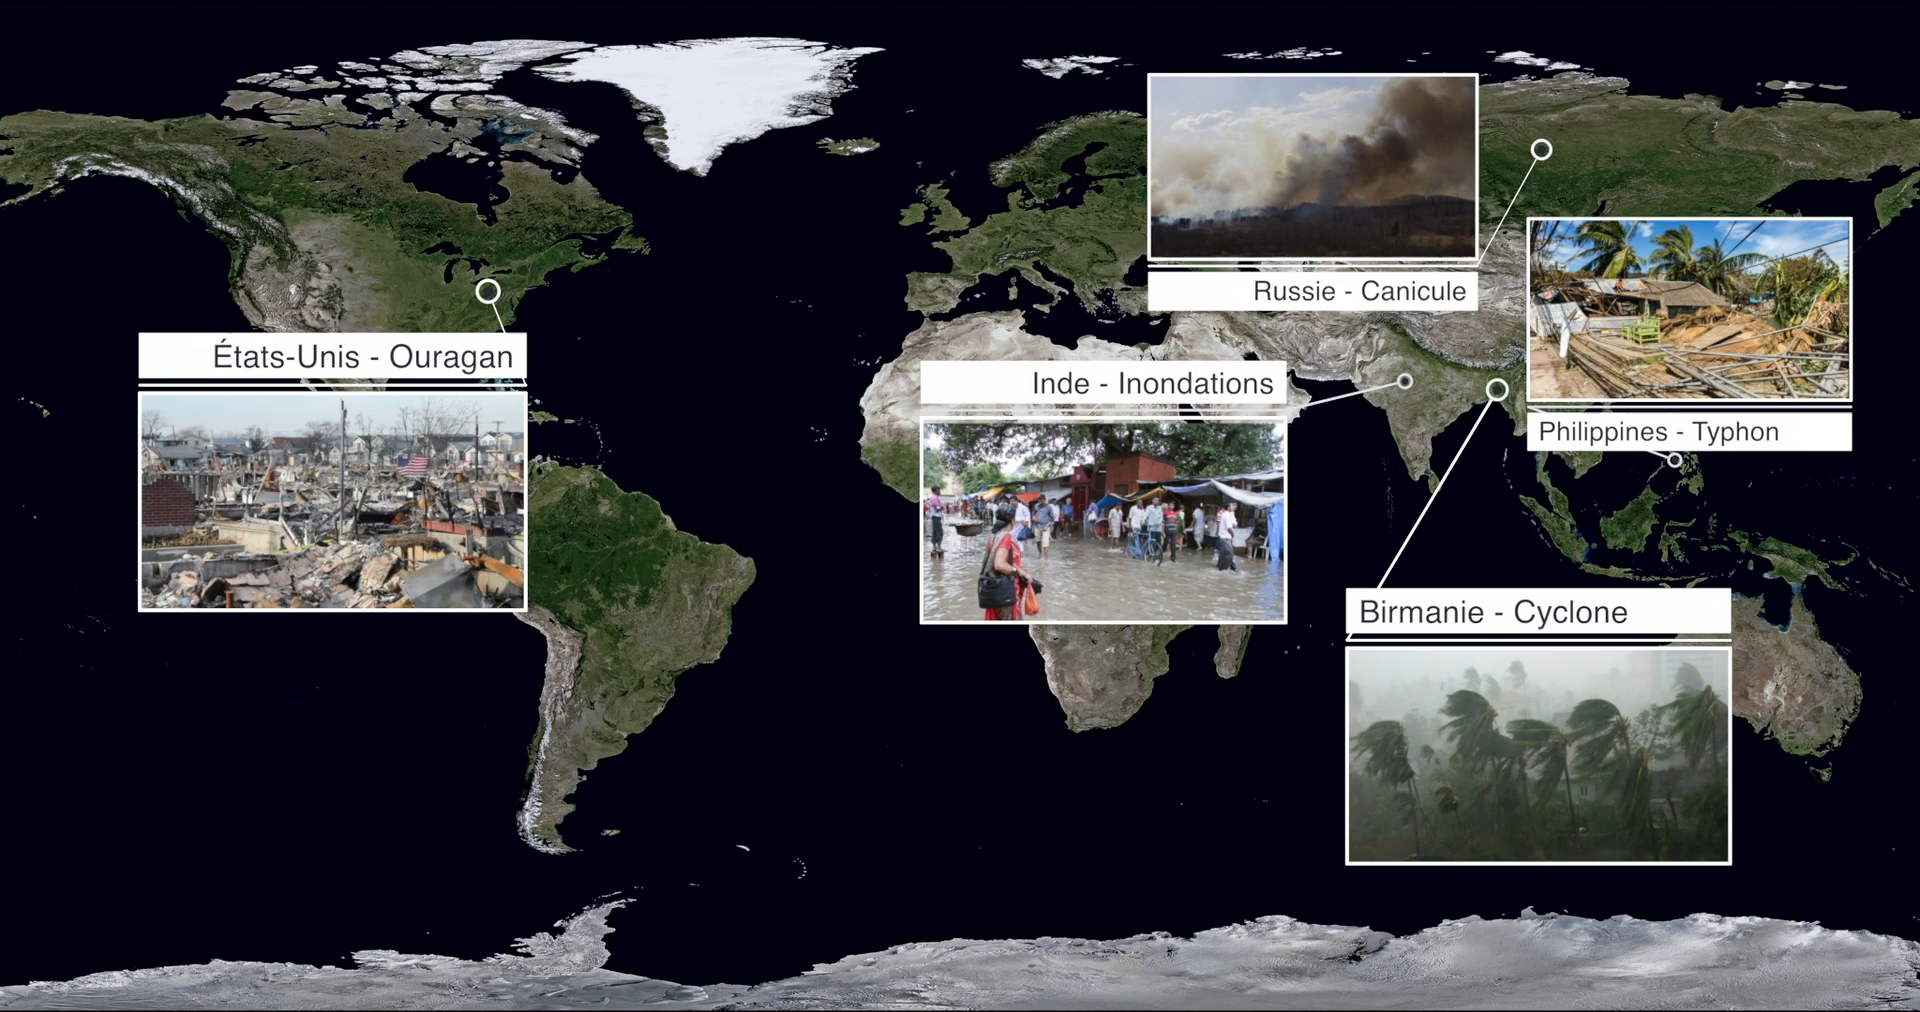 Russie - Canicule
États-Unis - Ouragan
Inde - Inondations
Philippines - Typhon
Birmanie - Cyclone